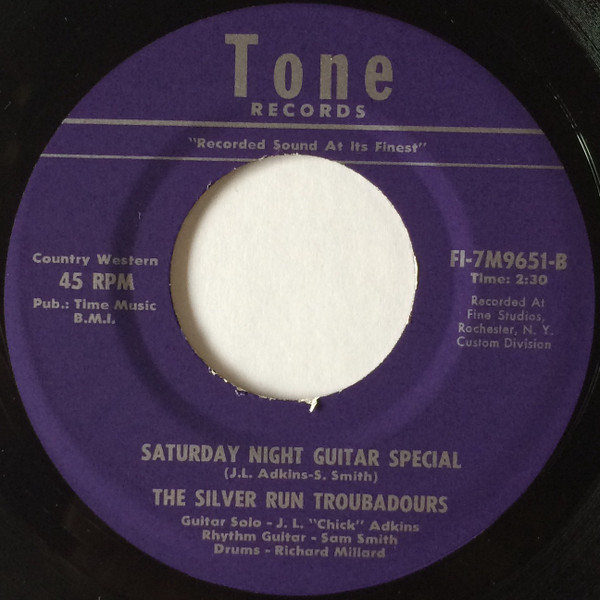 Tone
RECORDS
"Recorded Sound At Its Finest"
Country Western
45 RPM
Pub.: Time Music
B.M.I.
FI-7M9651-B
Time: 2:30
Recorded At
Fine Studios,
Rochester, N. Y.
Custom Division
SATURDAY NIGHT GUITAR SPECIAL
(J.L. Adkins-S. Smith)
THE SILVER RUN TROUBADOURS
Guitar Solo - J. L. "Chick" Adkins
Rhythm Guitar - Sam Smith
Drums - Richard Millard